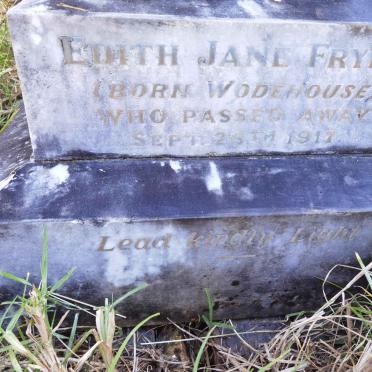 EDITH JANE FRY
(BORN WODEHOUSE)
WHO PASSED AWAY
SEPT. 28TH 1917
Lead Kindly Light